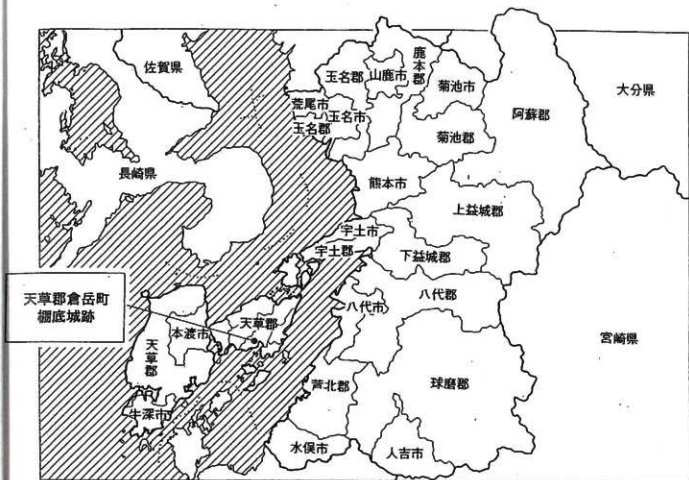 佐賀県
玉名郡
山鹿市
鹿本郡
菊池市
阿蘇郡
大分県
荒尾市
玉名市
玉名郡
菊池郡
長崎県
熊本市
上益城郡
宇土市
宇土郡
下益城郡
天草郡倉岳町
棚底城跡
八代市
八代郡
本渡市
天草郡
天草郡
宮崎県
芦北郡
球磨郡
牛深市
水俣市
人吉市